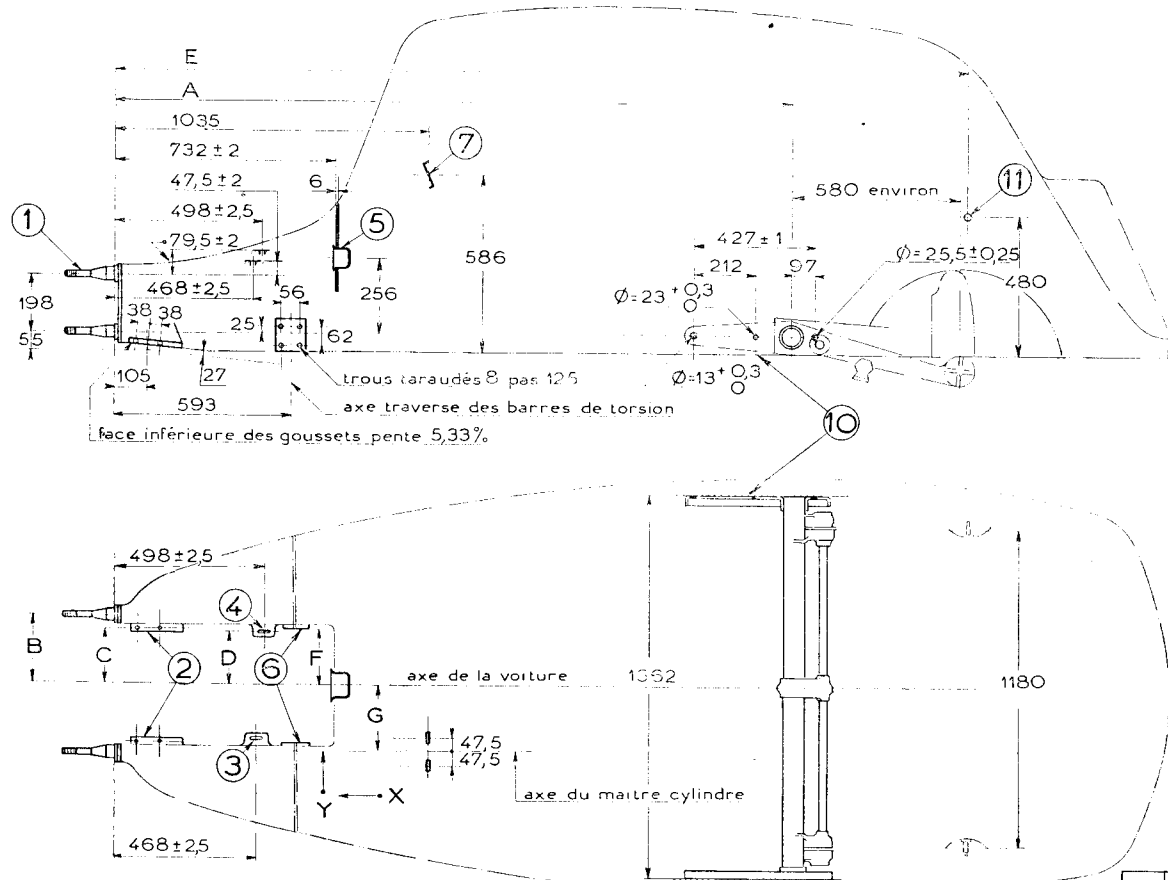 E
A
1035
732 ± 2
6
7
47,5 ± 2
580 environ
11
498 ± 2,5
1
5
427 ± 1
Ø = 25,5 ± 0,25
79,5 ± 2
586
212
97
480
468 ± 2,5
56
256
Ø = 23 + 0,3
0
198
38
38
25
62
55
105
27
trous taraudés 8 pas 125
Ø = 13 + 0,3
0
593
axe traverse des barres de torsion
face inférieure des goussets pente 5,33%
10
498 ± 2,5
4
B
C
D
F
2
6
axe de la voiture
1180
G
47,5
3
47,5
Y
X
axe du maitre cylindre
468 ± 2,5